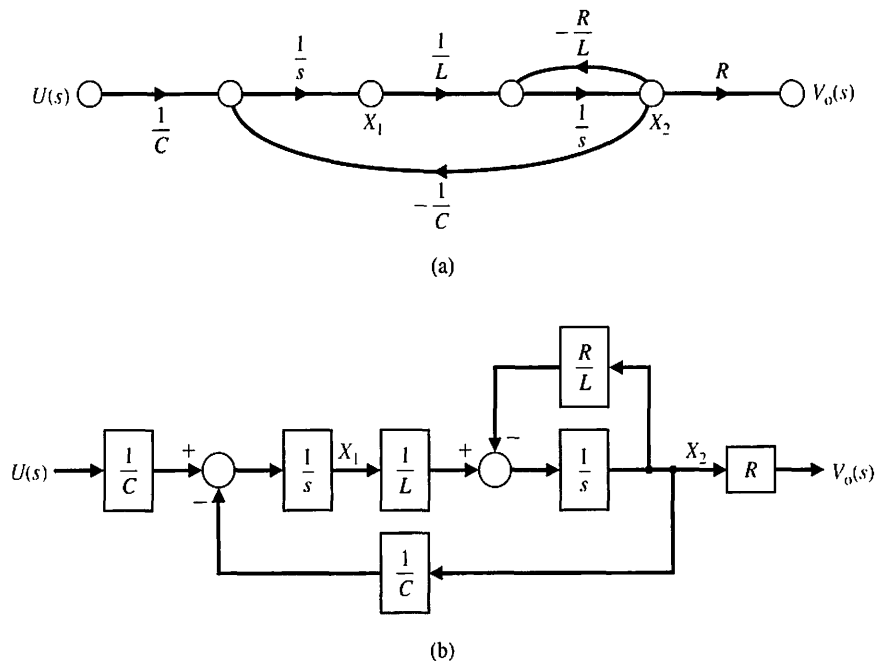 -R/L
1/s
1/L
R
U(s)
V₀(s)
1/C
X₁
1/s
X₂
-1/C
(a)
R/L
U(s)
1/C
+
−
1/s
X₁
1/L
+
−
1/s
X₂
R
V₀(s)
1/C
(b)